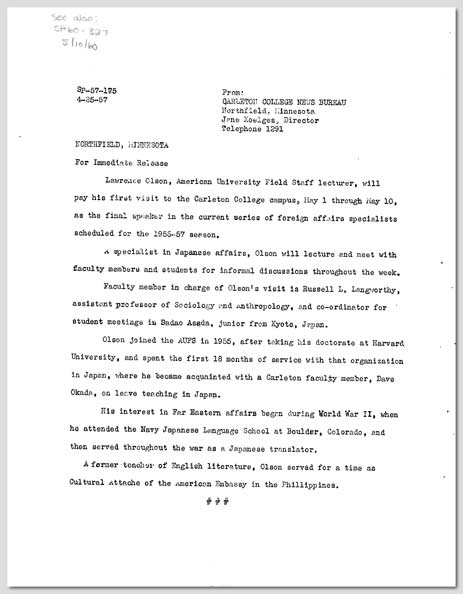 See also:
SP60-327
5/10/60
SP-57-175
4-25-57
From:
CARLETON COLLEGE NEWS BUREAU
Northfield, Minnesota
Jane Koelges, Director
Telephone 1291
NORTHFIELD, MINNESOTA
For Immediate Release
Lawrence Olson, American University Field Staff lecturer, will
pay his first visit to the Carleton College campus, May 1 through May 10,
as the final speaker in the current series of foreign affairs specialists
scheduled for the 1956-57 season.
A specialist in Japanese affairs, Olson will lecture and meet with
faculty members and students for informal discussions throughout the week.
Faculty member in charge of Olson's visit is Russell L. Langworthy,
assistant professor of Sociology and Anthropology, and co-ordinator for
student meetings is Sadao Asada, junior from Kyoto, Japan.
Olson joined the AUFS in 1955, after taking his doctorate at Harvard
University, and spent the first 18 months of service with that organization
in Japan, where he became acquainted with a Carleton faculty member, Dave
Okada, on leave teaching in Japan.
His interest in Far Eastern affairs began during World War II, when
he attended the Navy Japanese Language School at Boulder, Colorado, and
then served throughout the war as a Japanese translator.
A former teacher of English literature, Olson served for a time as
Cultural Attache of the American Embassy in the Phillippines.
# # #